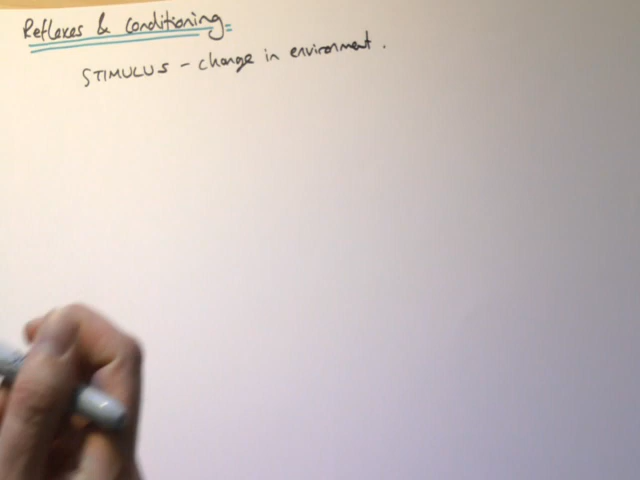 Reflexes & conditioning
STIMULUS - change in environment.